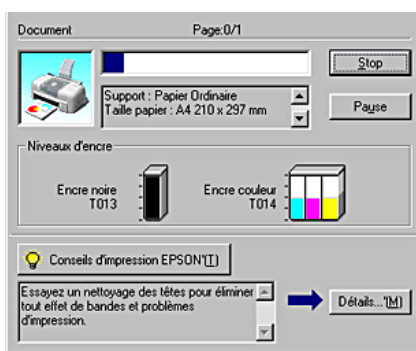 Document Page:0/1
Stop
Support : Papier Ordinaire
Taille papier : A4 210 x 297 mm
Pause
Niveaux d'encre
Encre noire
T013
Encre couleur
T014
Conseils d'impression EPSON'(T)
Essayez un nettoyage des têtes pour éliminer
tout effet de bandes et problèmes
d'impression.
Détails...'(M)